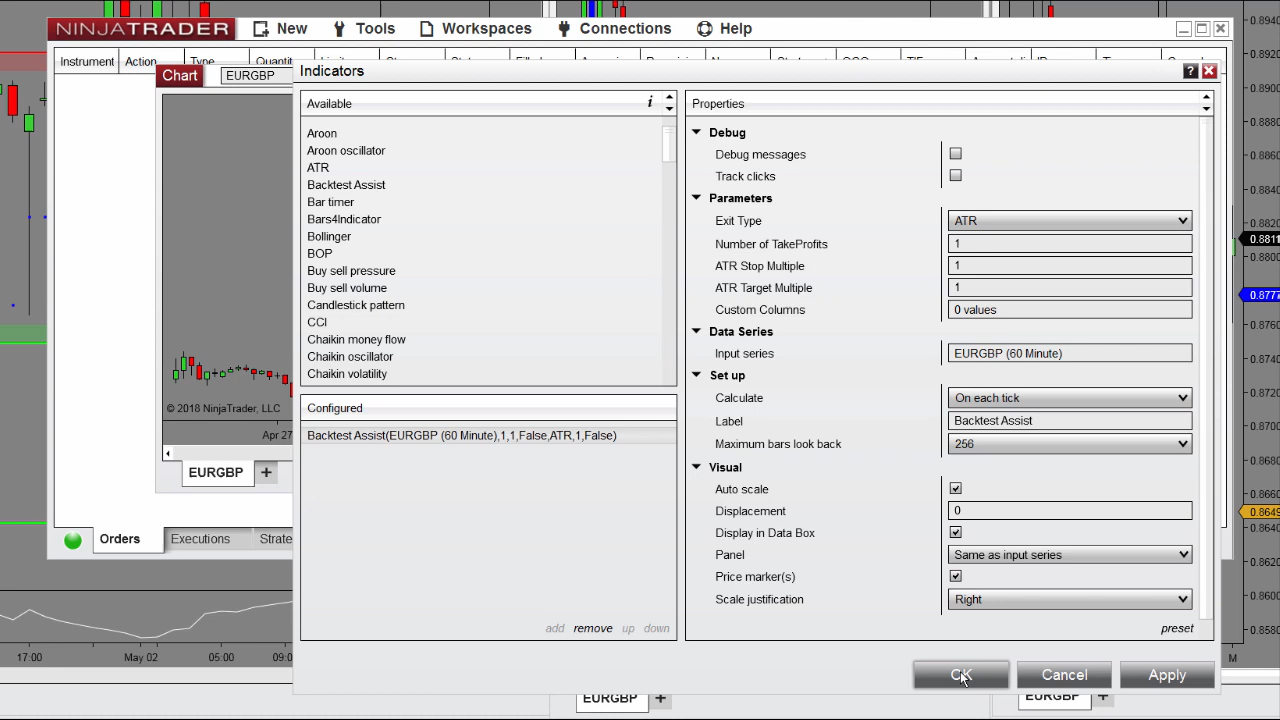 NINJATRADER New Tools Workspaces Connections Help
Instrument Action Type
Chart EURGBP
© 2018 NinjaTrader, LLC
Apr 27
EURGBP +
Orders Executions
Indicators ?
Available i
Aroon
Aroon oscillator
ATR
Backtest Assist
Bar timer
Bars4Indicator
Bollinger
BOP
Buy sell pressure
Buy sell volume
Candlestick pattern
CCI
Chaikin money flow
Chaikin oscillator
Chaikin volatility
Configured
Backtest Assist(EURGBP (60 Minute),1,1,False,ATR,1,False)
add remove up down
Properties
Debug
Debug messages
Track clicks
Parameters
Exit Type ATR
Number of TakeProfits 1
ATR Stop Multiple 1
ATR Target Multiple 1
Custom Columns 0 values
Data Series
Input series EURGBP (60 Minute)
Set up
Calculate On each tick
Label Backtest Assist
Maximum bars look back 256
Visual
Auto scale
Displacement 0
Display in Data Box
Panel Same as input series
Price marker(s)
Scale justification Right
preset
OK Cancel Apply
17:00 May 02 05:00
EURGBP +
EURGBP +
0.8811
0.8777
0.8649
M